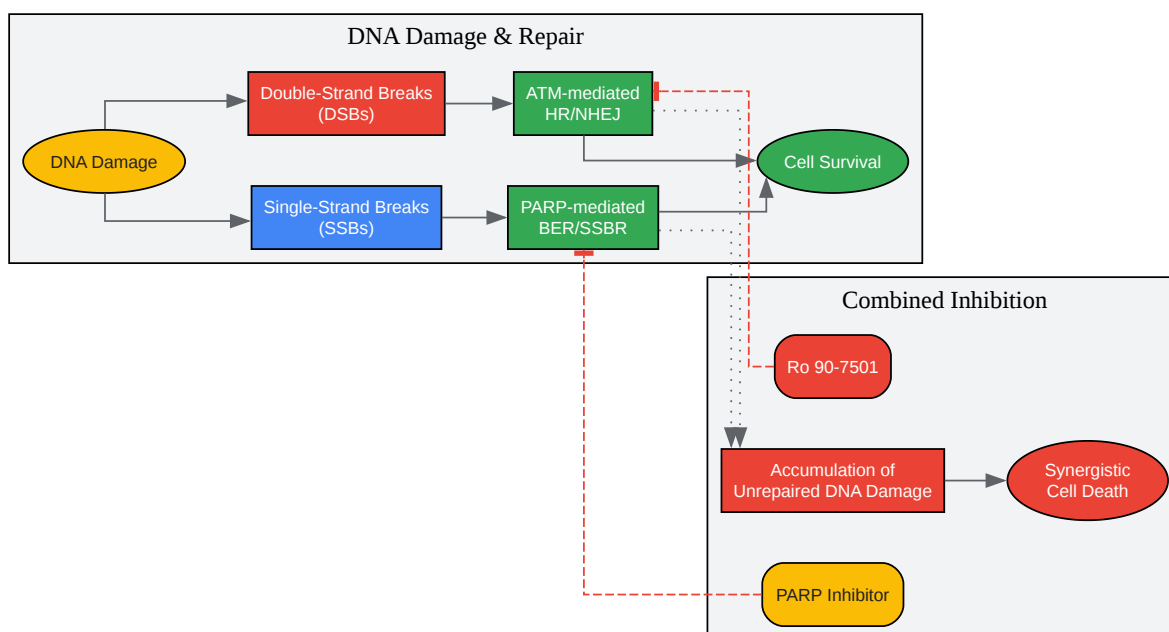 DNA Damage & Repair
Double-Strand Breaks
(DSBs)
ATM-mediated
HR/NHEJ
DNA Damage
Cell Survival
Single-Strand Breaks
(SSBs)
PARP-mediated
BER/SSBR
Combined Inhibition
Ro 90-7501
Accumulation of
Unrepaired DNA Damage
Synergistic
Cell Death
PARP Inhibitor